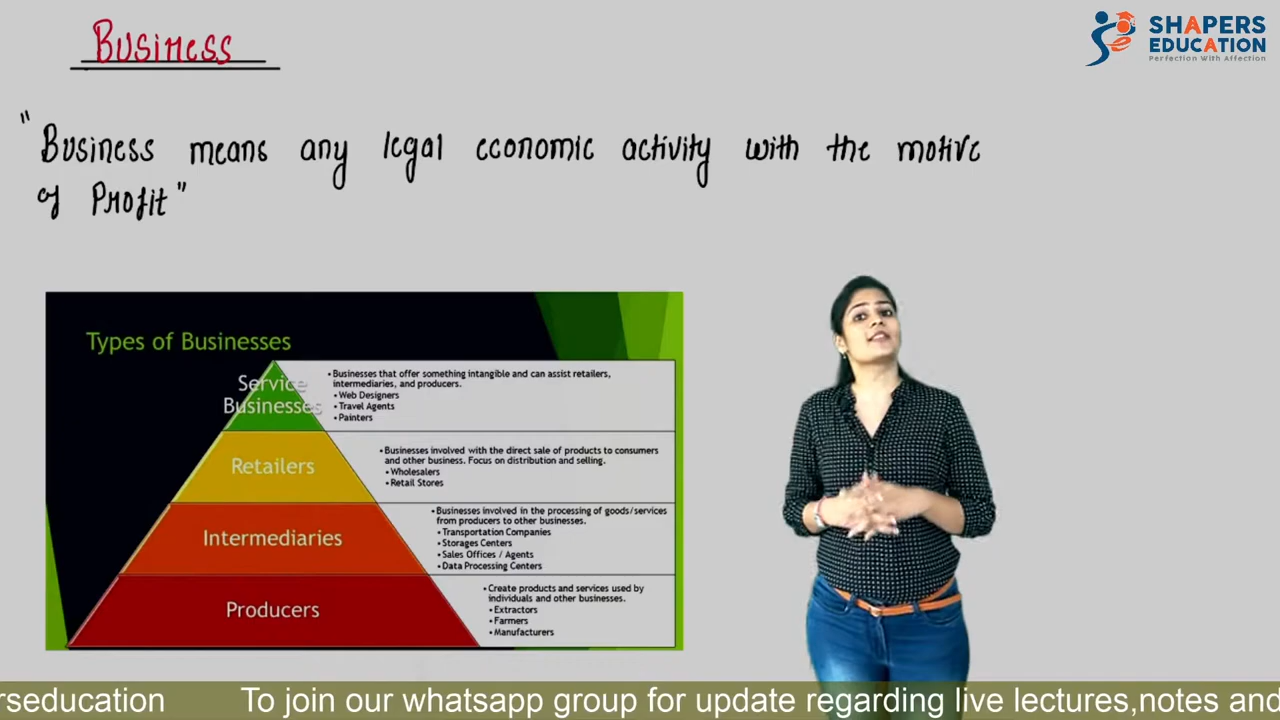 Business
SHAPERS
EDUCATION
Perfection With Affection
"Business means any legal economic activity with the motive
of Profit"
Types of Businesses
Service
Businesses
•Businesses that offer something intangible and can assist retailers,
intermediaries, and producers.
•Web Designers
•Travel Agents
•Painters
Retailers
•Businesses involved with the direct sale of products to consumers
and other business. Focus on distribution and selling.
•Wholesalers
•Retail Stores
Intermediaries
•Businesses involved in the processing of goods/services
from producers to other businesses.
•Transportation Companies
•Storages Centers
•Sales Offices / Agents
•Data Processing Centers
Producers
•Create products and services used by
individuals and other businesses.
•Extractors
•Farmers
•Manufacturers
rseducation To join our whatsapp group for update regarding live lectures,notes and